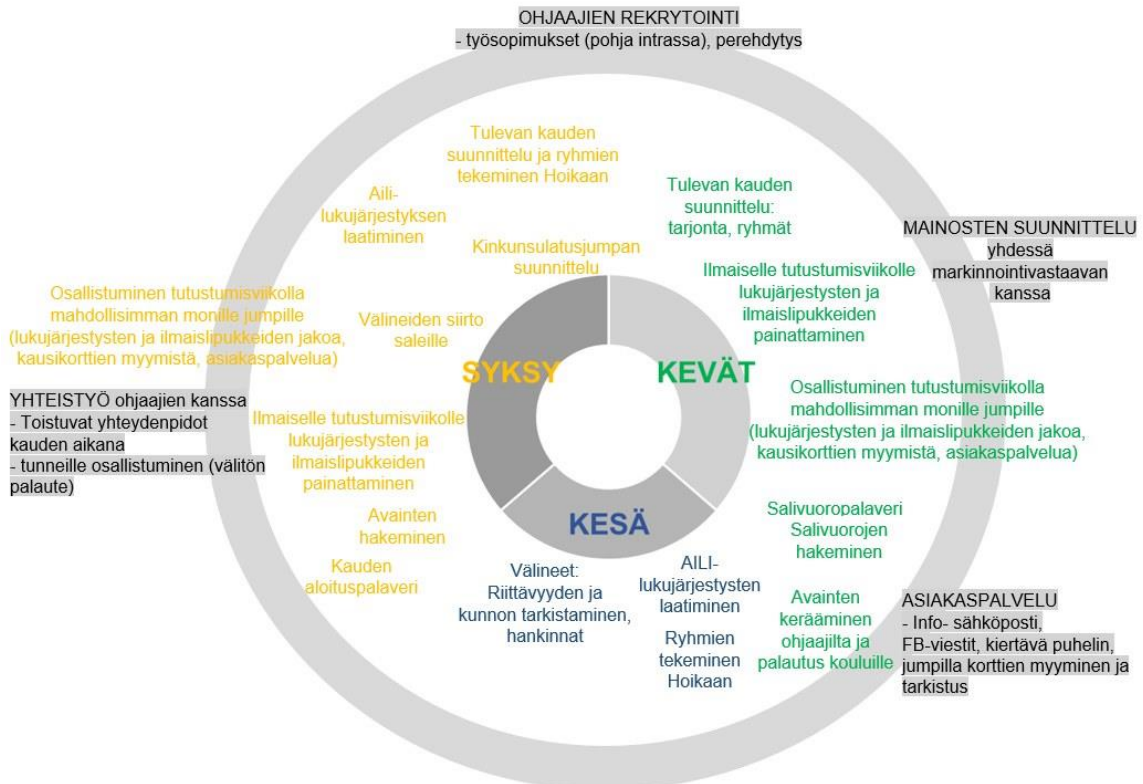 OHJAAJIEN REKRYTOINTI
- työsopimukset (pohja intrassa), perehdytys
Tulevan kauden
suunnittelu ja ryhmien
tekeminen Hoikaan
Aili-
lukujärjestyksen
laatiminen
Kinkunsulatusjumpan
suunnittelu
Osallistuminen tutustumisviikolla
mahdollisimman monille jumpille
(lukujärjestysten ja ilmaislipukkeiden jakoa,
kausikorttien myymistä, asiakaspalvelua)
Välineiden siirto
saleille
SYKSY
YHTEISTYÖ ohjaajien kanssa
- Toistuvat yhteydenpidot
kauden aikana
- tunneille osallistuminen (välitön
palaute)
Ilmaiselle tutustumisviikolle
lukujärjestysten ja
ilmaislipukkeiden
painattaminen
Avainten
hakeminen
Kauden
aloituspalaveri
Tulevan kauden
suunnittelu:
tarjonta, ryhmät
MAINOSTEN SUUNNITTELU
yhdessä
markinnointivastaavan
kanssa
Ilmaiselle tutustumisviikolle
lukujärjestysten ja
ilmaislipukkeiden
painattaminen
KEVÄT
Osallistuminen tutustumisviikolla
mahdollisimman monille jumpille
(lukujärjestysten ja ilmaislipukkeiden jakoa,
kausikorttien myymistä, asiakaspalvelua)
Salivuoropalaveri
Salivuorojen
hakeminen
Avainten
kerääminen
ohjaajilta ja
palautus kouluille
ASIAKASPALVELU
- Info- sähköposti,
FB-viestit, kiertävä puhelin,
jumpilla korttien myyminen ja
tarkistus
KESÄ
Välineet:
Riittävyyden ja
kunnon tarkistaminen,
hankinnat
AILI-
lukujärjestysten
laatiminen
Ryhmien
tekeminen
Hoikaan